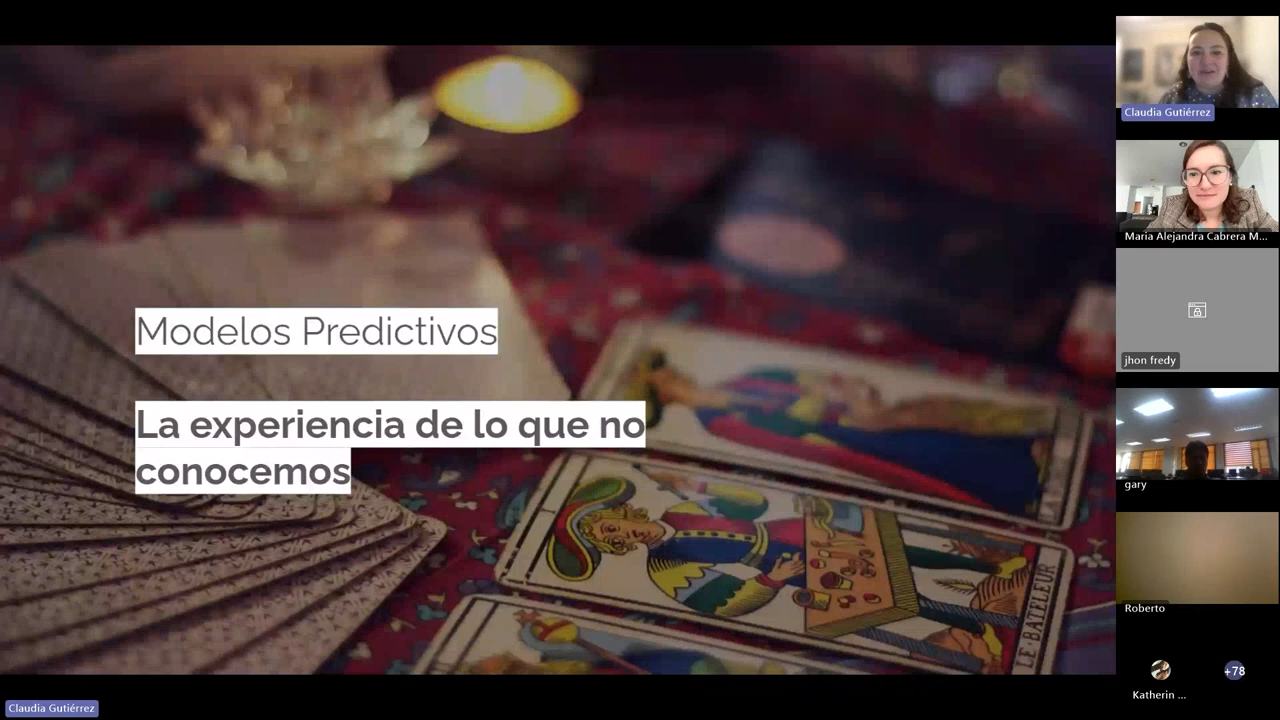 Modelos Predictivos
La experiencia de lo que no
conocemos
LE·BATELEUR
Claudia Gutiérrez
Claudia Gutiérrez
Maria Alejandra Cabrera M...
jhon fredy
gary
Roberto
Katherin ...
+78